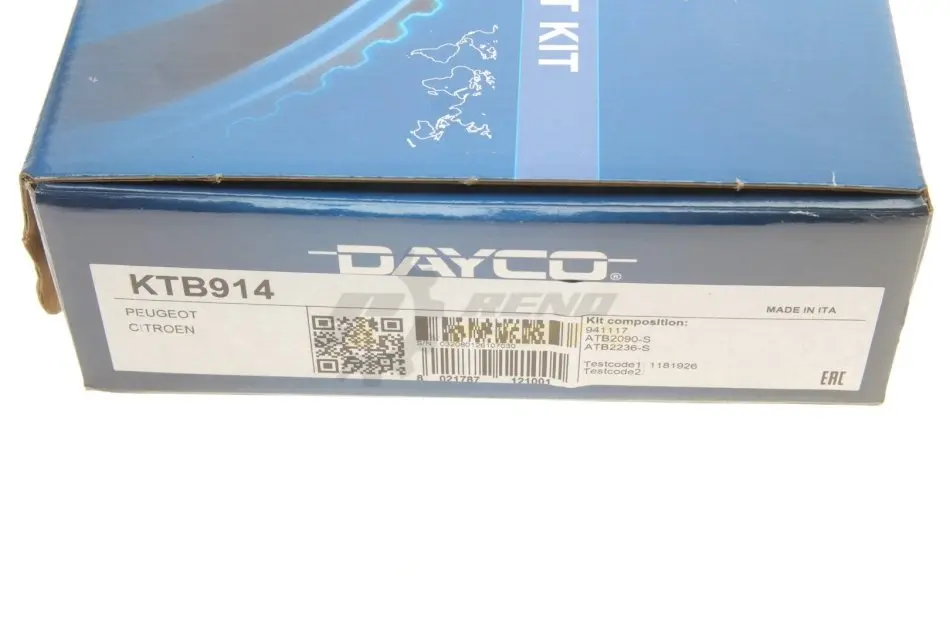 T KIT
DAYCO®
KTB914
PEUGEOT
CITROEN
RENO
MADE IN ITA
Kit composition:
941117
ATB2090-S
ATB2236-S
Testcode1: 1181926
Testcode2:
8 021787 121001
EAC